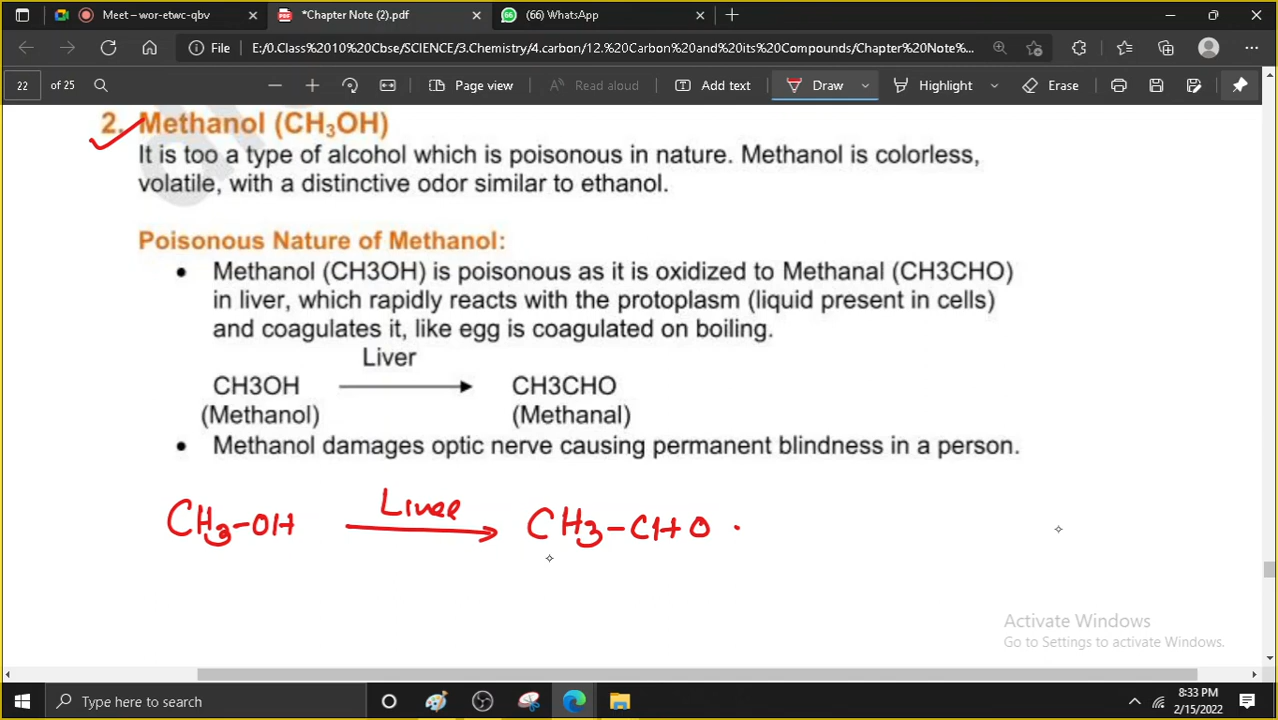 Meet – wor-etwc-qbv
*Chapter Note (2).pdf
(66) WhatsApp
File
E:/0.Class%2010%20Cbse/SCIENCE/3.Chemistry/4.carbon/12.%20Carbon%20and%20its%20Compounds/Chapter%20Note%...
22 of 25
Page view
Read aloud
Add text
Draw
Highlight
Erase
2. Methanol (CH₃OH)
It is too a type of alcohol which is poisonous in nature. Methanol is colorless,
volatile, with a distinctive odor similar to ethanol.
Poisonous Nature of Methanol:
• Methanol (CH3OH) is poisonous as it is oxidized to Methanal (CH3CHO)
in liver, which rapidly reacts with the protoplasm (liquid present in cells)
and coagulates it, like egg is coagulated on boiling.
Liver
CH3OH CH3CHO
(Methanol) (Methanal)
• Methanol damages optic nerve causing permanent blindness in a person.
Liver
CH₃-OH CH₃-CHO
Activate Windows
Go to Settings to activate Windows.
Type here to search
8:33 PM
2/15/2022